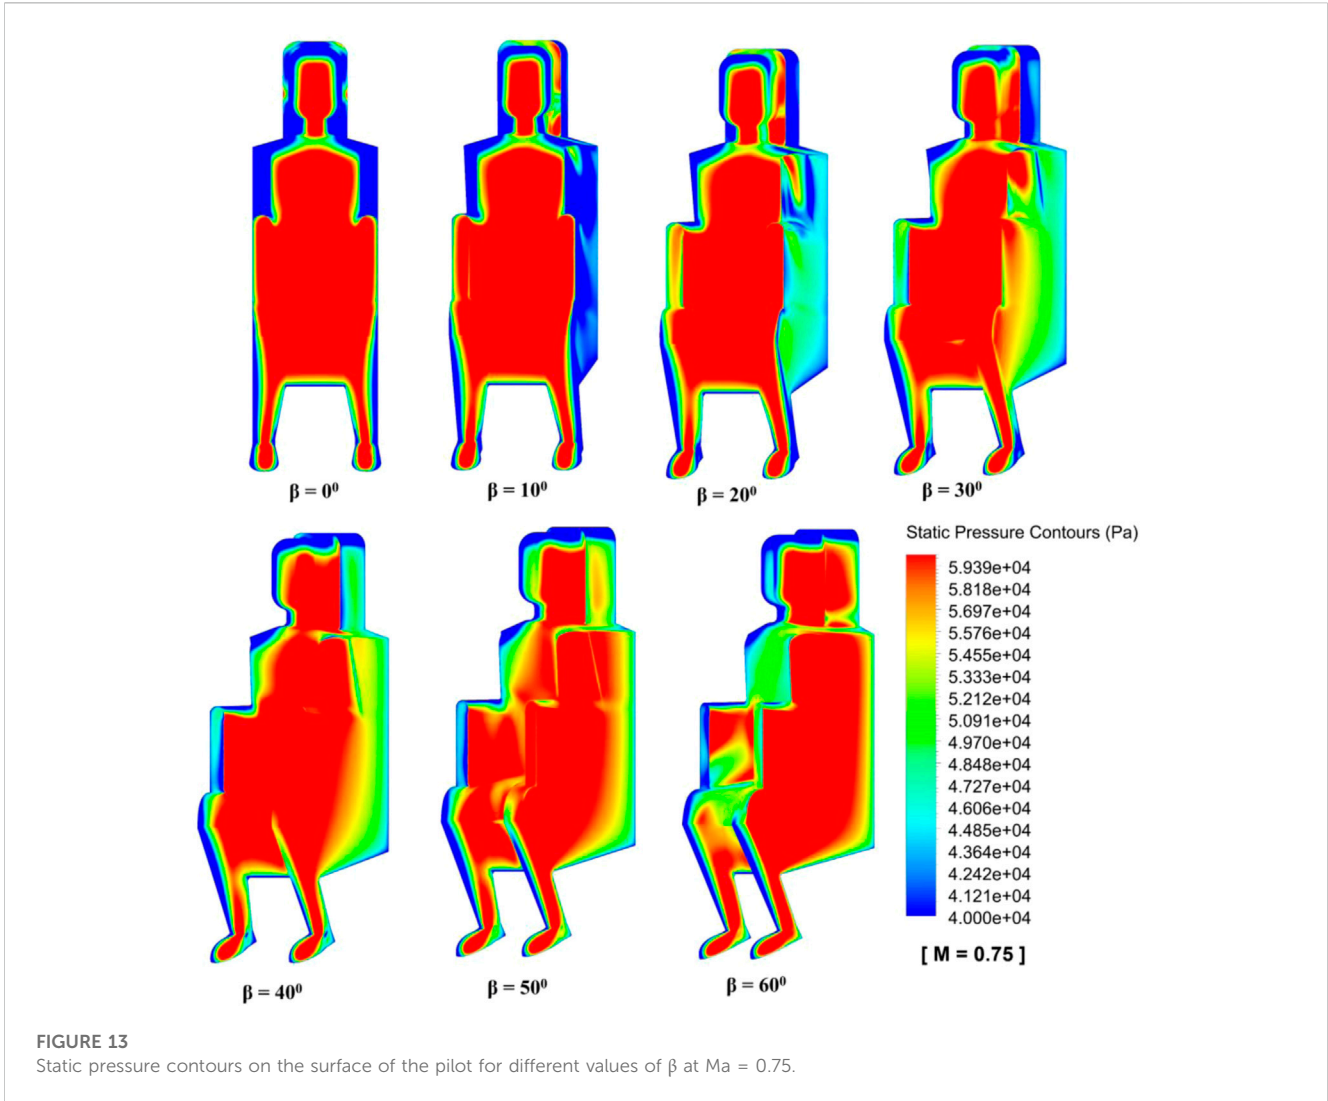 β = 0⁰
β = 10⁰
β = 20⁰
β = 30⁰
Static Pressure Contours (Pa)
5.939e+04
5.818e+04
5.697e+04
5.576e+04
5.455e+04
5.333e+04
5.212e+04
5.091e+04
4.970e+04
4.848e+04
4.727e+04
4.606e+04
4.485e+04
4.364e+04
4.242e+04
4.121e+04
4.000e+04
[ M = 0.75 ]
β = 40⁰
β = 50⁰
β = 60⁰
FIGURE 13
Static pressure contours on the surface of the pilot for different values of β at Ma = 0.75.